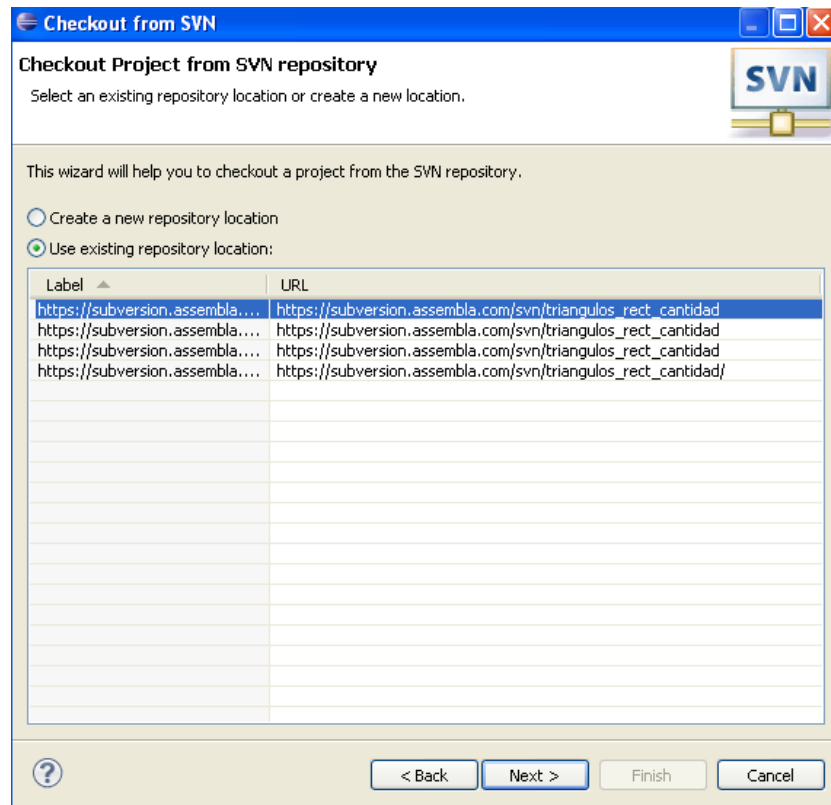 Checkout from SVN
Checkout Project from SVN repository
Select an existing repository location or create a new location.
SVN
This wizard will help you to checkout a project from the SVN repository.
Create a new repository location
Use existing repository location:
Label URL
https://subversion.assembla.... https://subversion.assembla.com/svn/triangulos_rect_cantidad
https://subversion.assembla.... https://subversion.assembla.com/svn/triangulos_rect_cantidad
https://subversion.assembla.... https://subversion.assembla.com/svn/triangulos_rect_cantidad
https://subversion.assembla.... https://subversion.assembla.com/svn/triangulos_rect_cantidad/
? < Back Next > Finish Cancel